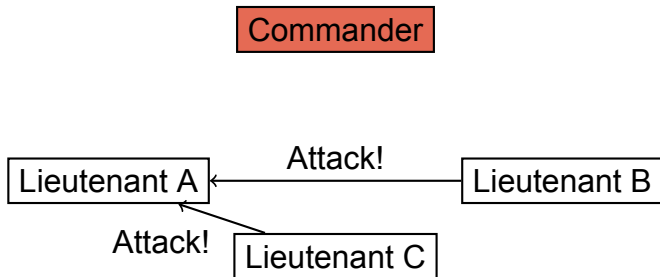 Commander
Attack!
Lieutenant A
Lieutenant B
Attack!
Lieutenant C